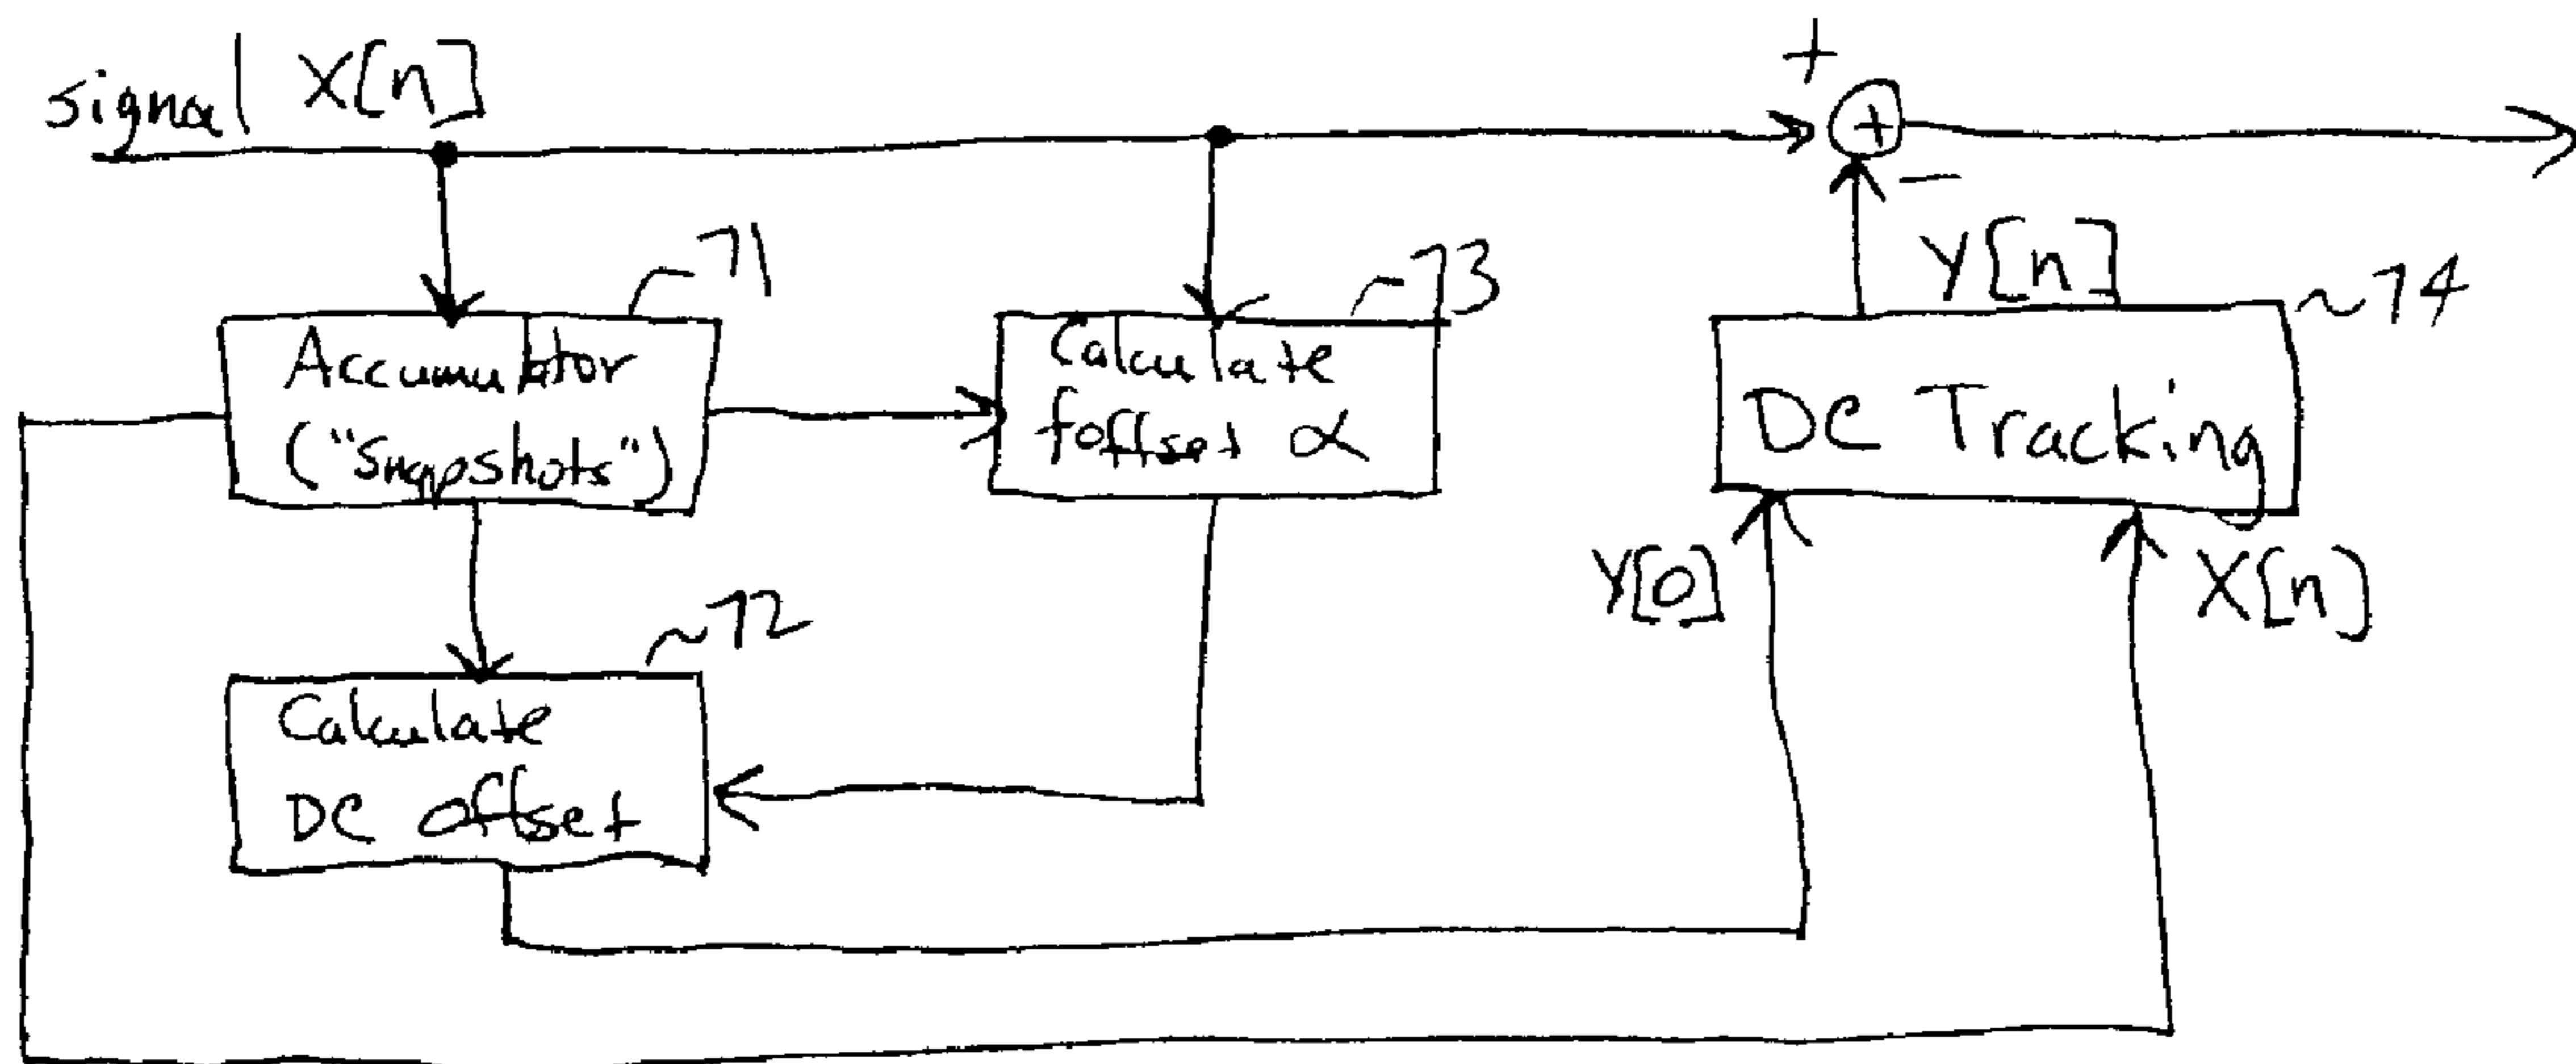 signal X[n]
+
+
−
Y[n]
~71
Accumulator
("Snapshots")
~73
Calculate
foffset α
~74
DC Tracking
Y[0]
X[n]
~72
Calculate
DC offset